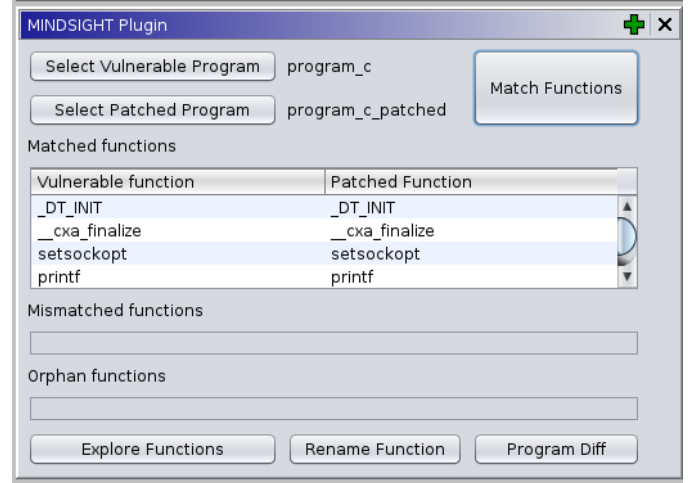 MINDSIGHT Plugin
Select Vulnerable Program program_c
Match Functions
Select Patched Program program_c_patched
Matched functions
Vulnerable function Patched Function
_DT_INIT _DT_INIT
__cxa_finalize __cxa_finalize
setsockopt setsockopt
printf printf
Mismatched functions
Orphan functions
Explore Functions Rename Function Program Diff